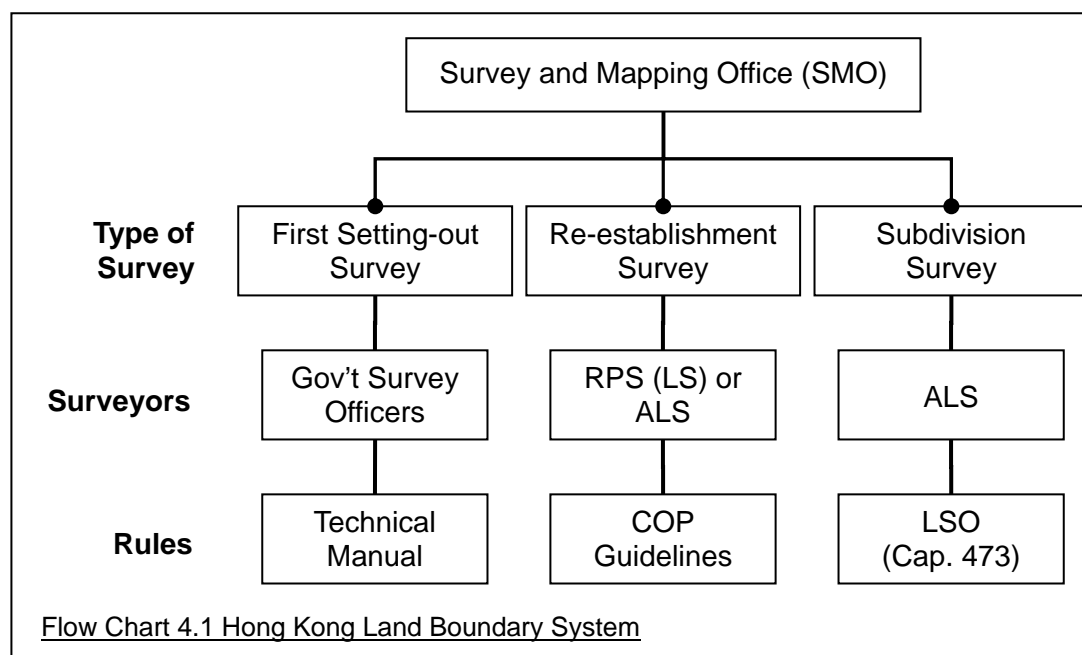 Survey and Mapping Office (SMO)
Type of
Survey
First Setting-out
Survey
Re-establishment
Survey
Subdivision
Survey
Surveyors
Gov't Survey
Officers
RPS (LS) or
ALS
ALS
Rules
Technical
Manual
COP
Guidelines
LSO
(Cap. 473)
Flow Chart 4.1 Hong Kong Land Boundary System